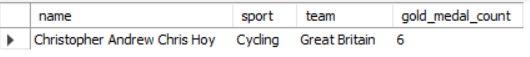 name sport team gold_medal_count
Christopher Andrew Chris Hoy Cycling Great Britain 6